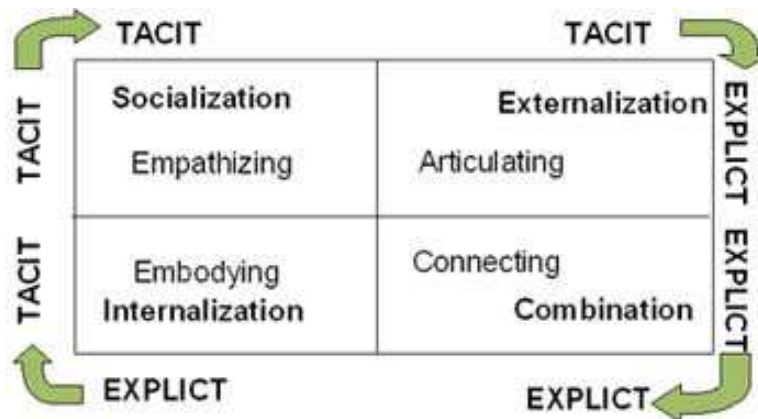 TACIT
TACIT
TACIT
Socialization
Externalization
EXPLICT
Empathizing
Articulating
TACIT
Embodying
Connecting
EXPLICT
Internalization
Combination
EXPLICT
EXPLICT